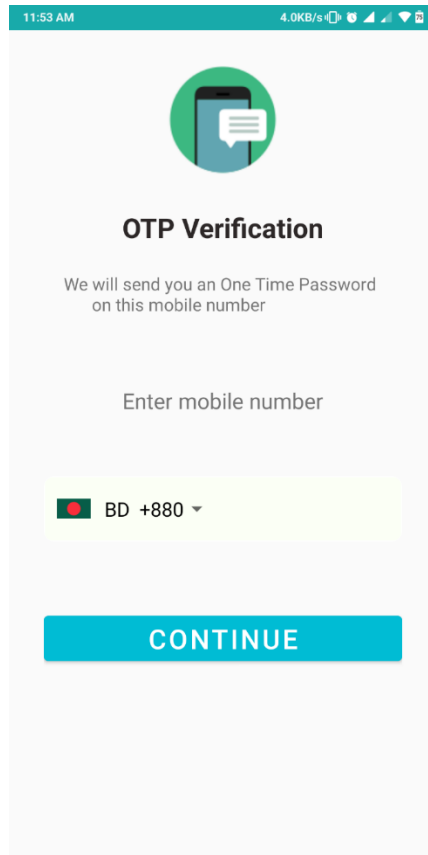 11:53 AM 4.0KB/s 79
OTP Verification
We will send you an One Time Password
on this mobile number
Enter mobile number
BD +880
CONTINUE